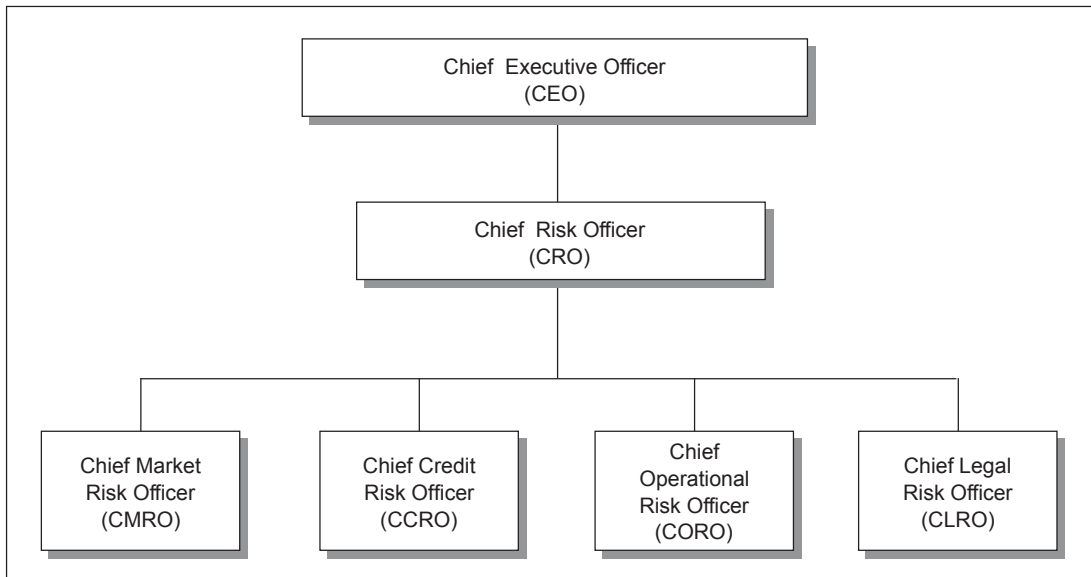 Chief Executive Officer
(CEO)
Chief Risk Officer
(CRO)
Chief Market
Risk Officer
(CMRO)
Chief Credit
Risk Officer
(CCRO)
Chief
Operational
Risk Officer
(CORO)
Chief Legal
Risk Officer
(CLRO)